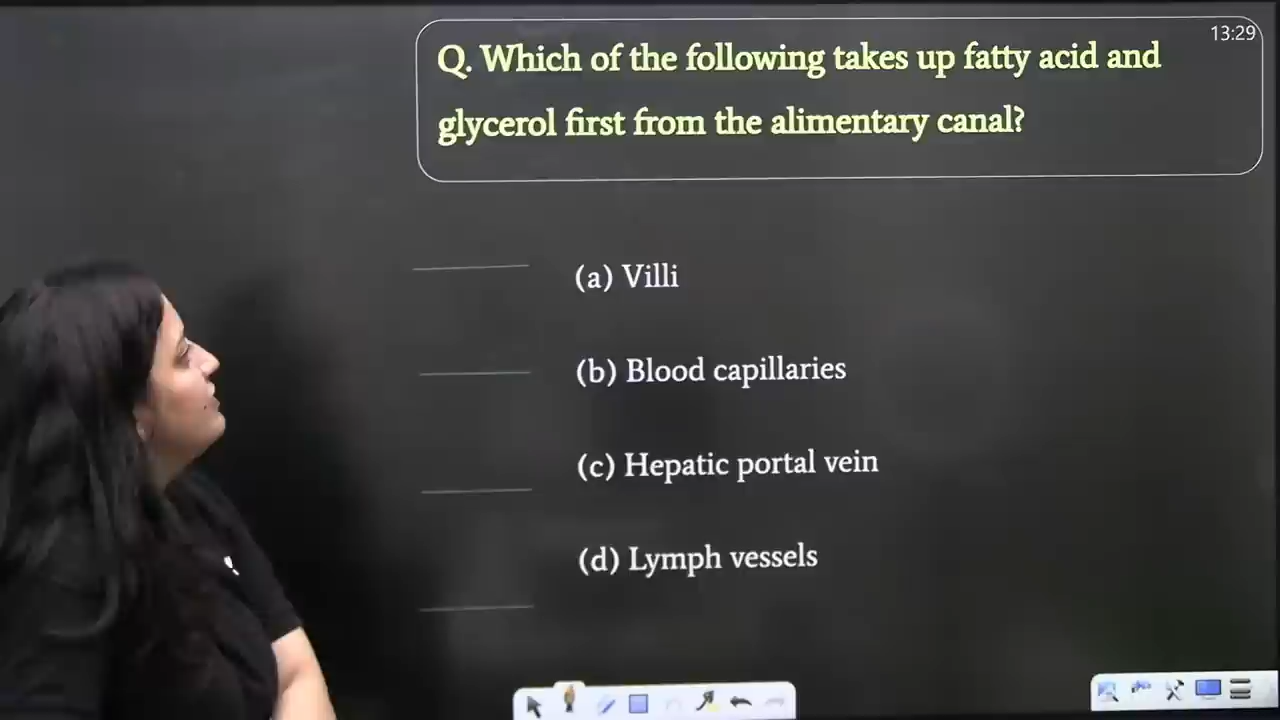 13:29
Q. Which of the following takes up fatty acid and
glycerol first from the alimentary canal?
(a) Villi
(b) Blood capillaries
(c) Hepatic portal vein
(d) Lymph vessels